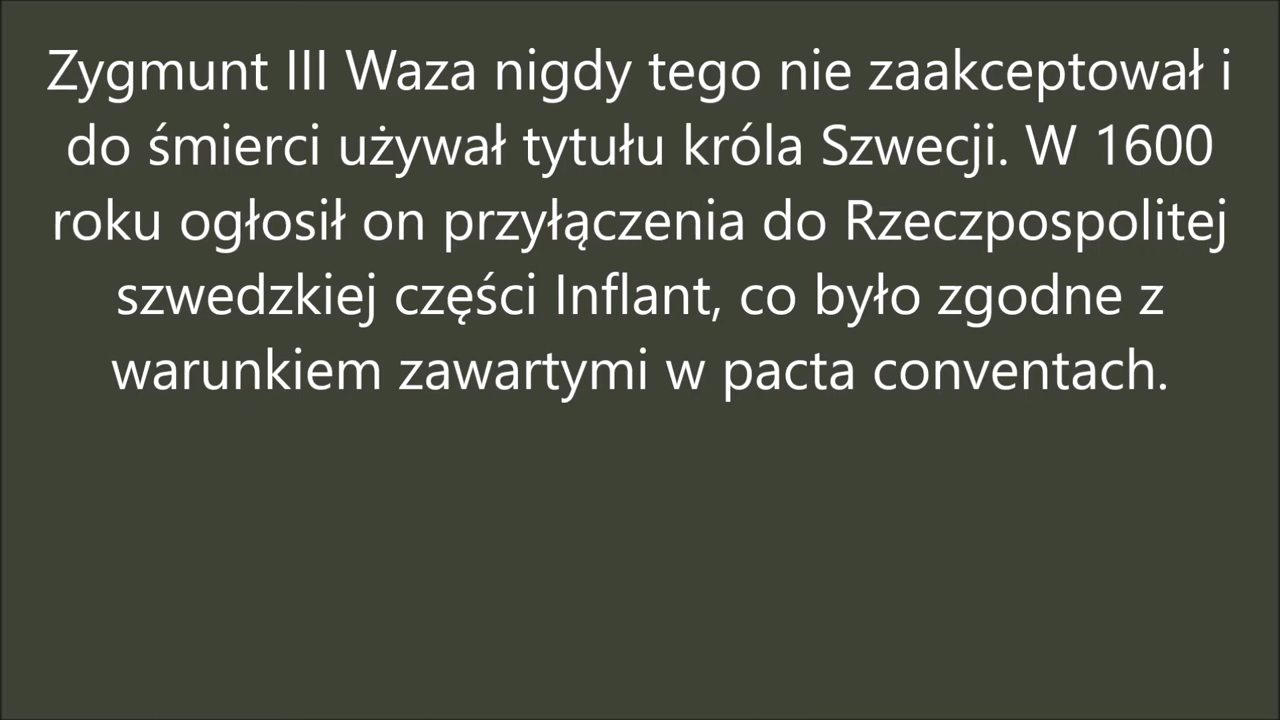 Zygmunt III Waza nigdy tego nie zaakceptował i
do śmierci używał tytułu króla Szwecji. W 1600
roku ogłosił on przyłączenia do Rzeczpospolitej
szwedzkiej części Inflant, co było zgodne z
warunkiem zawartymi w pacta conventach.